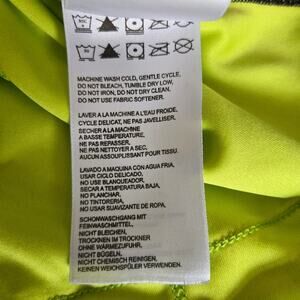 MACHINE WASH COLD, GENTLE CYCLE,
DO NOT BLEACH, TUMBLE DRY LOW,
DO NOT IRON, DO NOT DRY CLEAN.
DO NOT USE FABRIC SOFTENER.
LAVER A LA MACHINE A L'EAU FROIDE,
CYCLE DELICAT, NE PAS JAVELLISER.
SECHER A LA MACHINE
A BASSE TEMPERATURE,
NE PAS REPASSER,
NE PAS NETTOYER A SEC,
AUCUN ASSOUPLISSANT POUR TISSU.
LAVADO A MAQUINA CON AGUA FRIA,
USAR CICLO DELICADO.
NO USE BLANQUEADOR,
SECAR A TEMPERATURA BAJA,
NO PLANCHAR,
NO TINTORERIA,
NO USAR SUAVIZANTE DE ROPA,
SCHONWASCHGANG MIT
FEINWASCHMITTEL,
NICHT BLEICHEN,
TROCKNEN IM TROCKNER
OHNE WÄRMEZUFUHR,
NICHT BÜGELN,
NICHT CHEMISCH REINIGEN,
KEINEN WEICHSPÜLER VERWENDEN.